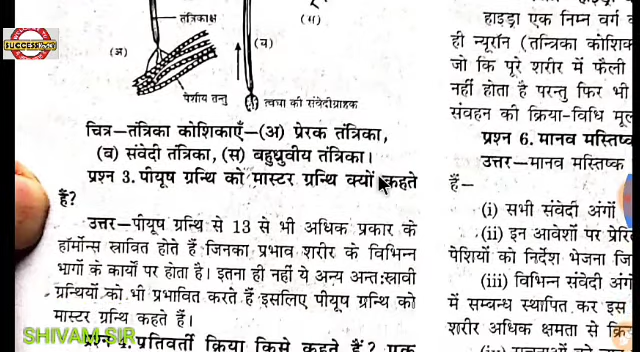 SUCCESS
तंत्रिकाक्ष
(अ)
(स)
(ब)
पेशीय तन्तु
त्वचा की संवेदीग्राहक
चित्र—तंत्रिका कोशिकाएँ—(अ) प्रेरक तंत्रिका,
(ब) संवेदी तंत्रिका, (स) बहुध्रुवीय तंत्रिका।
प्रश्न 3. पीयूष ग्रन्थि को मास्टर ग्रन्थि क्यों कहते
हैं?
उत्तर—पीयूष ग्रन्थि से 13 से भी अधिक प्रकार के
हॉर्मोन्स स्रावित होते हैं जिनका प्रभाव शरीर के विभिन्न
भागों के कार्यों पर होता है। इतना ही नहीं ये अन्य अन्तःस्रावी
ग्रन्थियों को भी प्रभावित करते हैं इसलिए पीयूष ग्रन्थि को
मास्टर ग्रन्थि कहते हैं।
प्रश्न 4. प्रतिवर्ती क्रिया किसे कहते हैं? एक
SHIVAM SIR
हाइड्रा एक निम्न वर्ग
ही न्यूरॉन (तन्त्रिका कोशिक
जो कि पूरे शरीर में फैली
नहीं होता है परन्तु फिर भी
संवहन की क्रिया-विधि मूल
प्रश्न 6. मानव मस्तिष्क
उत्तर—मानव मस्तिष्क
हैं—
(i) सभी संवेदी अंगों
(ii) इन आवेशों पर प्रेरि
पेशियों को निर्देश भेजना जि
(iii) विभिन्न संवेदी अंग
में सम्बन्ध स्थापित कर इस
शरीर अधिक क्षमता से क्रि